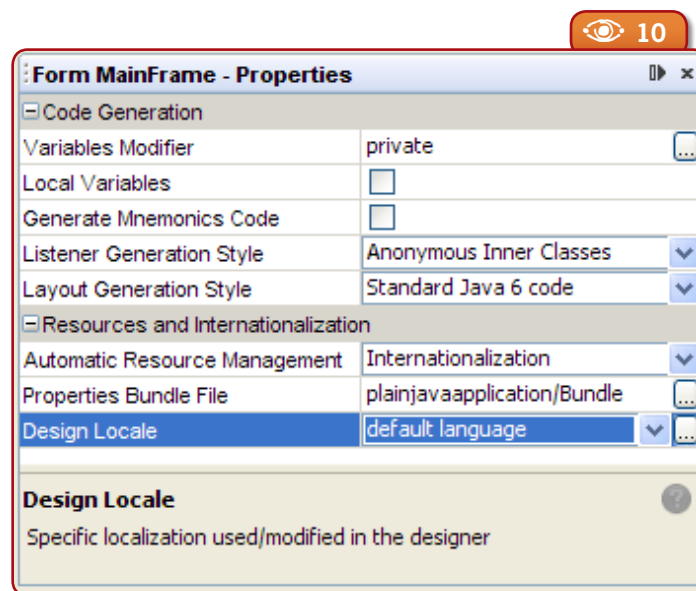 10
Form MainFrame - Properties
Code Generation
Variables Modifier private ...
Local Variables
Generate Mnemonics Code
Listener Generation Style Anonymous Inner Classes
Layout Generation Style Standard Java 6 code
Resources and Internationalization
Automatic Resource Management Internationalization
Properties Bundle File plainjavaapplication/Bundle ...
Design Locale default language ...
Design Locale ?
Specific localization used/modified in the designer